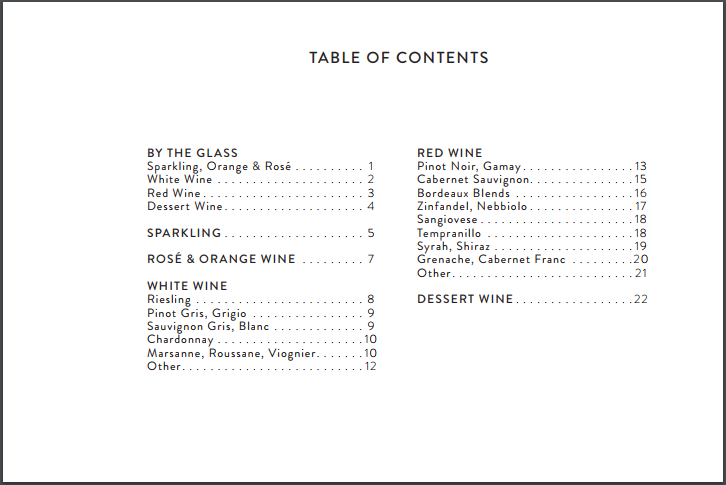 TABLE OF CONTENTS
BY THE GLASS
Sparkling, Orange & Rosé . . . . . . . . . . 1
White Wine . . . . . . . . . . . . . . . . . . . . . 2
Red Wine . . . . . . . . . . . . . . . . . . . . . . . 3
Dessert Wine . . . . . . . . . . . . . . . . . . . . 4
SPARKLING . . . . . . . . . . . . . . . . . . . . 5
ROSÉ & ORANGE WINE . . . . . . . . . 7
WHITE WINE
Riesling . . . . . . . . . . . . . . . . . . . . . . . . 8
Pinot Gris, Grigio . . . . . . . . . . . . . . . . 9
Sauvignon Gris, Blanc . . . . . . . . . . . . 9
Chardonnay . . . . . . . . . . . . . . . . . . . . .10
Marsanne, Roussane, Viognier. . . . . . .10
Other. . . . . . . . . . . . . . . . . . . . . . . . . .12
RED WINE
Pinot Noir, Gamay. . . . . . . . . . . . . . . .13
Cabernet Sauvignon. . . . . . . . . . . . . . .15
Bordeaux Blends . . . . . . . . . . . . . . . . .16
Zinfandel, Nebbiolo . . . . . . . . . . . . . . .17
Sangiovese . . . . . . . . . . . . . . . . . . . . . .18
Tempranillo . . . . . . . . . . . . . . . . . . . . .18
Syrah, Shiraz . . . . . . . . . . . . . . . . . . . .19
Grenache, Cabernet Franc . . . . . . . . .20
Other. . . . . . . . . . . . . . . . . . . . . . . . . . .21
DESSERT WINE . . . . . . . . . . . . . . . . .22